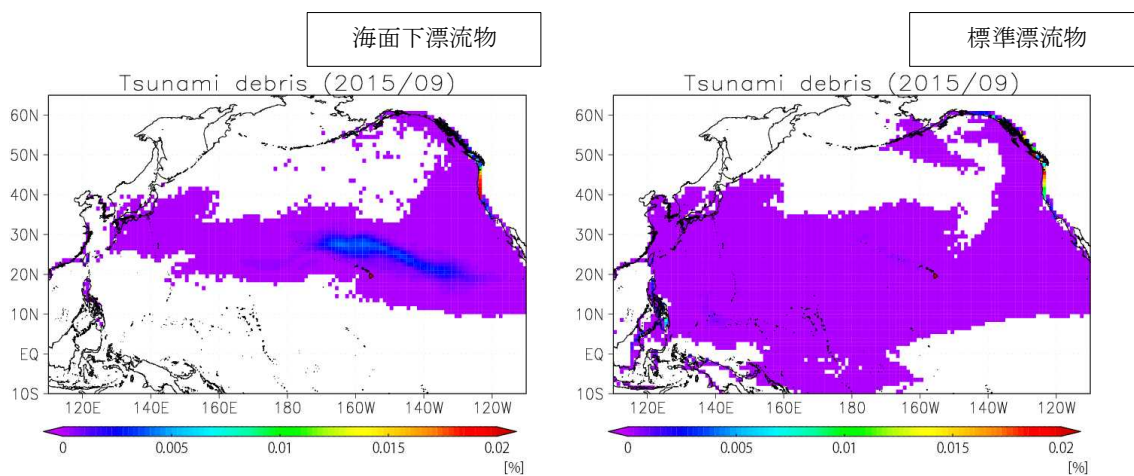 海面下漂流物
Tsunami debris (2015/09)
60N
50N
40N
30N
20N
10N
EQ
10S
120E 140E 160E 180 160W 140W 120W
0 0.005 0.01 0.015 0.02
[%]
標準漂流物
Tsunami debris (2015/09)
60N
50N
40N
30N
20N
10N
EQ
10S
120E 140E 160E 180 160W 140W 120W
0 0.005 0.01 0.015 0.02
[%]